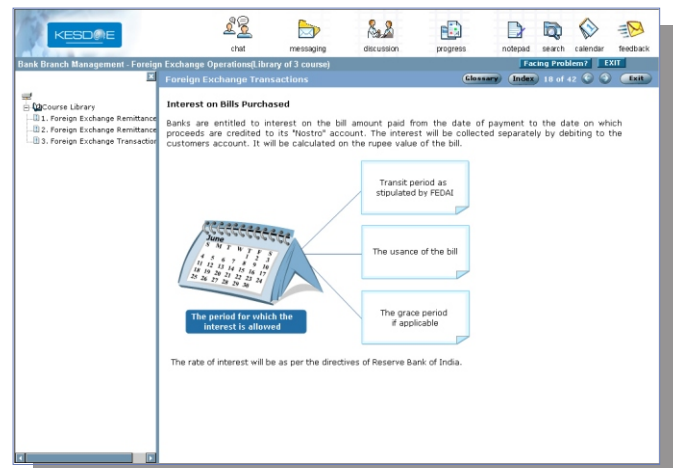 KESDEE
chat
messaging
discussion
progress
notepad
search
calendar
feedback
Bank Branch Management - Foreign Exchange Operations(Library of 3 course)
Facing Problem?
EXIT
Foreign Exchange Transactions
Glossary
Index
18 of 42
Exit
Course Library
1. Foreign Exchange Remittance
2. Foreign Exchange Remittance
3. Foreign Exchange Transaction
Interest on Bills Purchased
Banks are entitled to interest on the bill amount paid from the date of payment to the date on which
proceeds are credited to its "Nostro" account. The interest will be collected separately by debiting to the
customers account. It will be calculated on the rupee value of the bill.
Transit period as
stipulated by FEDAI
June
S M T W T F S
1 2 3
4 5 6 7 8 9 10
11 12 13 14 15 16 17
18 19 20 21 22 23 24
25 26 27 28 29 30
The usance of the bill
The period for which the
interest is allowed
The grace period
if applicable
The rate of interest will be as per the directives of Reserve Bank of India.